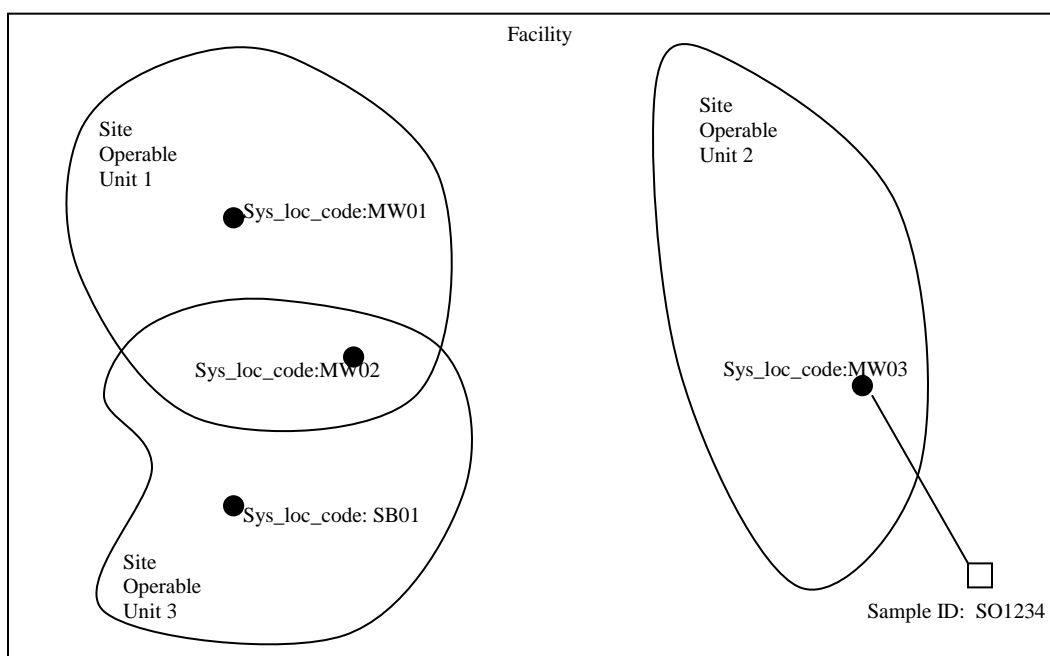 Facility
Site
Operable
Unit 1
Sys_loc_code:MW01
Sys_loc_code:MW02
Sys_loc_code: SB01
Site
Operable
Unit 3
Site
Operable
Unit 2
Sys_loc_code:MW03
Sample ID:  SO1234